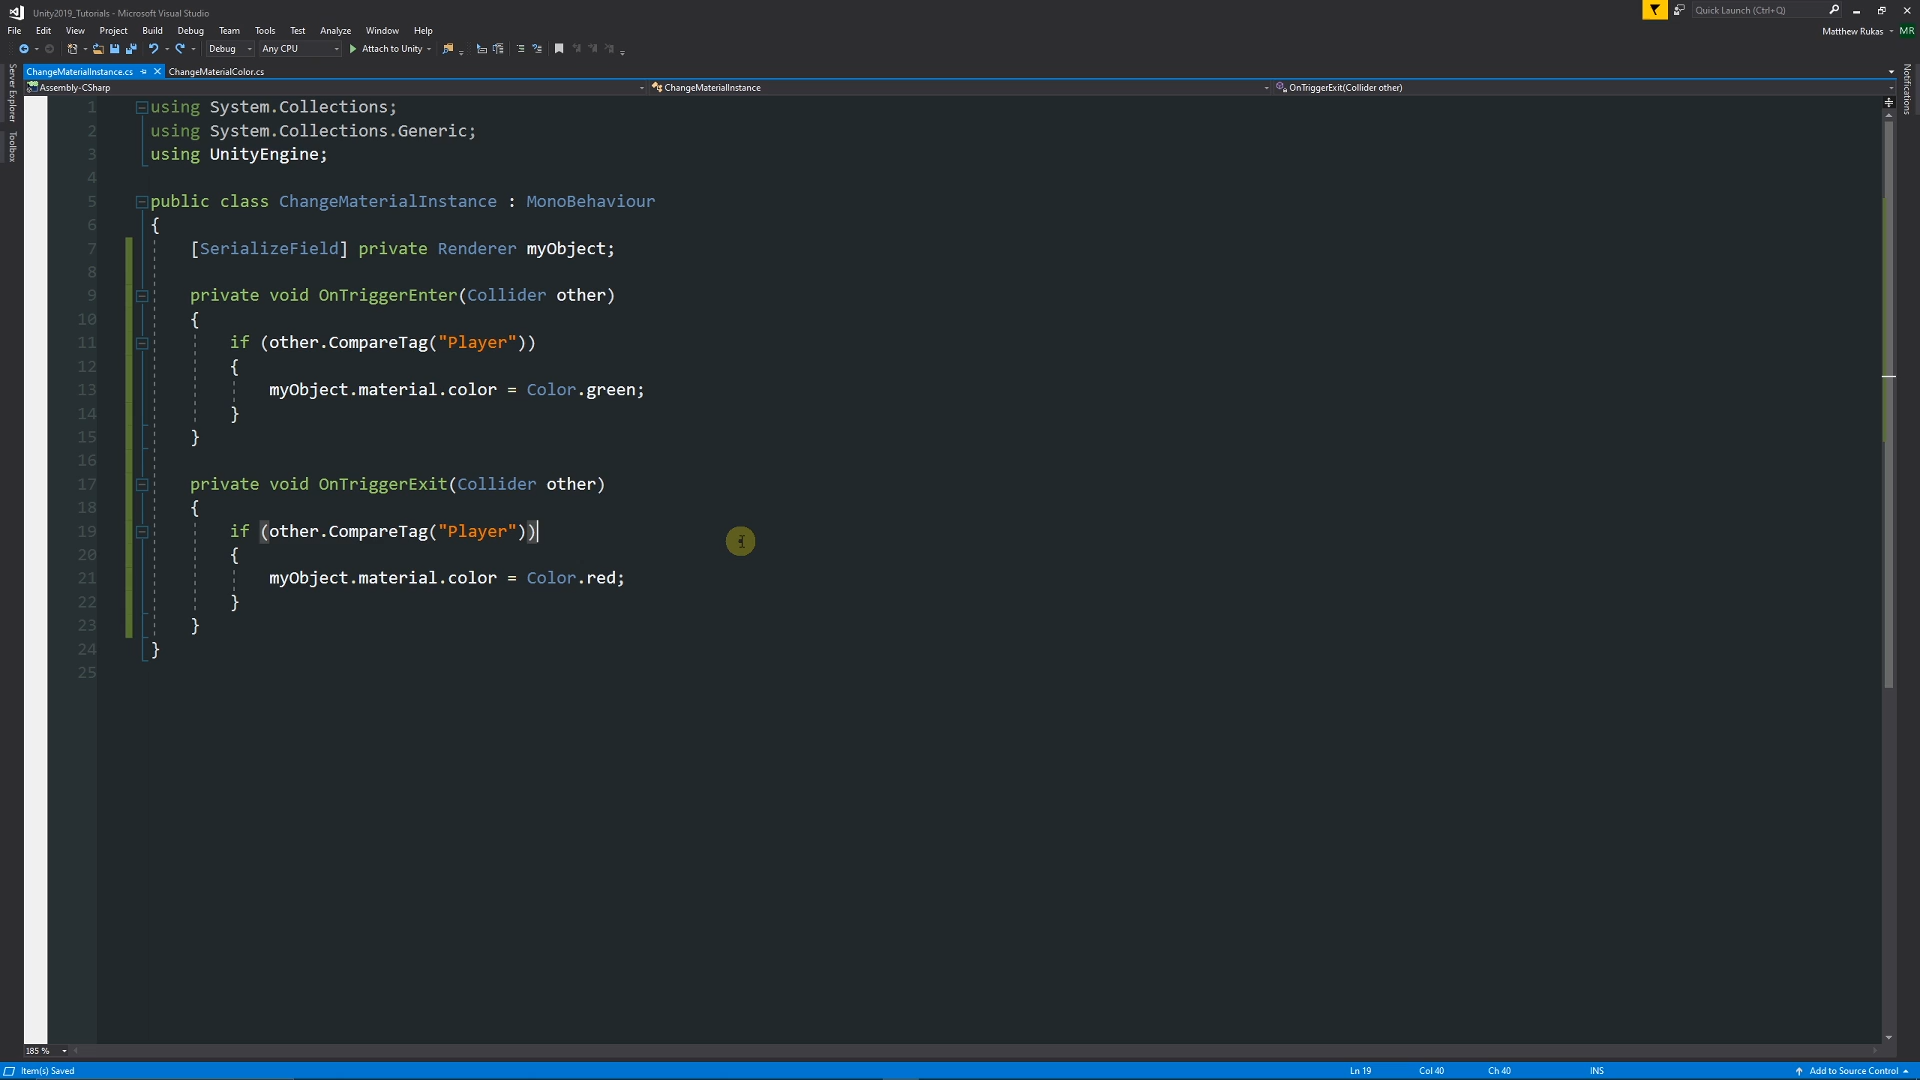 Unity2019_Tutorials - Microsoft Visual Studio
Quick Launch (Ctrl+Q)
File Edit View Project Build Debug Team Tools Test Analyze Window Help
Matthew Rukas MR
Debug Any CPU Attach to Unity
Server Explorer
Toolbox
Notifications
ChangeMaterialInstance.cs ChangeMaterialColor.cs
Assembly-CSharp ChangeMaterialInstance OnTriggerExit(Collider other)
1 using System.Collections;
2 using System.Collections.Generic;
3 using UnityEngine;
4
5 public class ChangeMaterialInstance : MonoBehaviour
6 {
7 [SerializeField] private Renderer myObject;
8
9 private void OnTriggerEnter(Collider other)
10 {
11 if (other.CompareTag("Player"))
12 {
13 myObject.material.color = Color.green;
14 }
15 }
16
17 private void OnTriggerExit(Collider other)
18 {
19 if (other.CompareTag("Player"))
20 {
21 myObject.material.color = Color.red;
22 }
23 }
24 }
25
185 %
Item(s) Saved Ln 19 Col 40 Ch 40 INS Add to Source Control